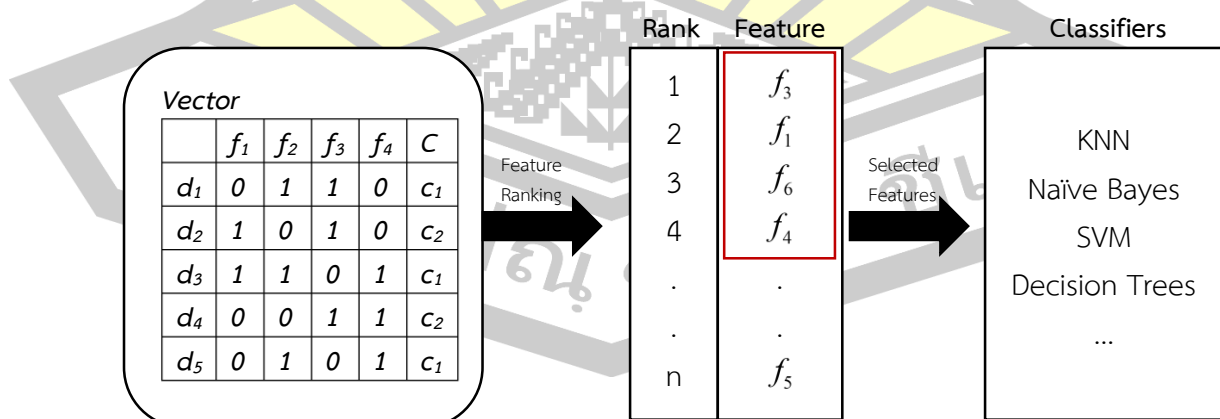 Vector
f₁ f₂ f₃ f₄ C
d₁ 0 1 1 0 c₁
d₂ 1 0 1 0 c₂
d₃ 1 1 0 1 c₁
d₄ 0 0 1 1 c₂
d₅ 0 1 0 1 c₁
Feature
Ranking
Rank Feature
1 f₃
2 f₁
3 f₆
4 f₄
. .
. .
n f₅
Selected
Features
Classifiers
KNN
Naïve Bayes
SVM
Decision Trees
...